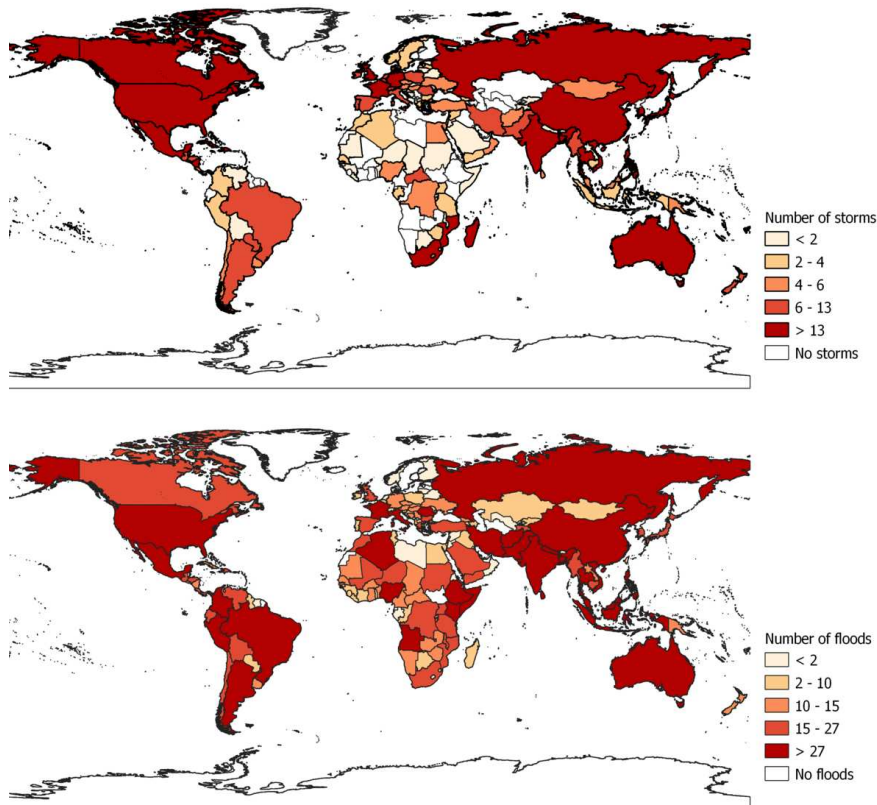 Number of storms
< 2
2 - 4
4 - 6
6 - 13
> 13
No storms
Number of floods
< 2
2 - 10
10 - 15
15 - 27
> 27
No floods